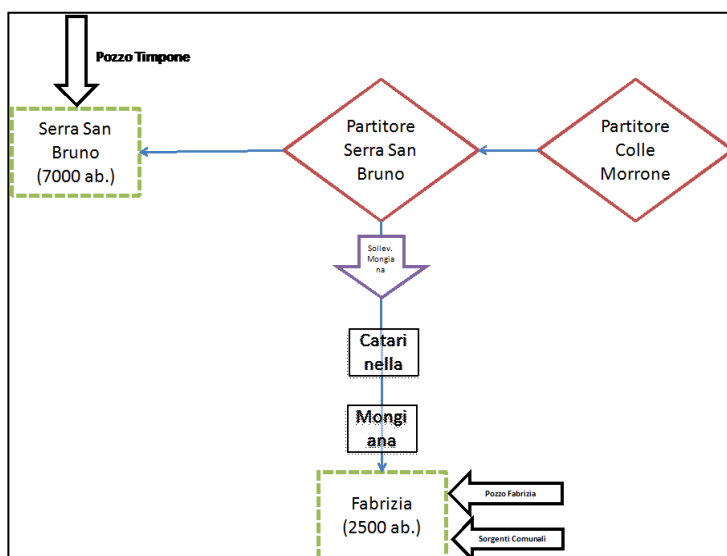 Pozzo Timpone
Serra San
Bruno
(7000 ab.)
Partitore
Serra San
Bruno
Partitore
Colle
Morrone
Sollev.
Mongia
na
Catari
nella
Mongi
ana
Fabrizia
(2500 ab.)
Pozzo Fabrizia
Sorgenti Comunali